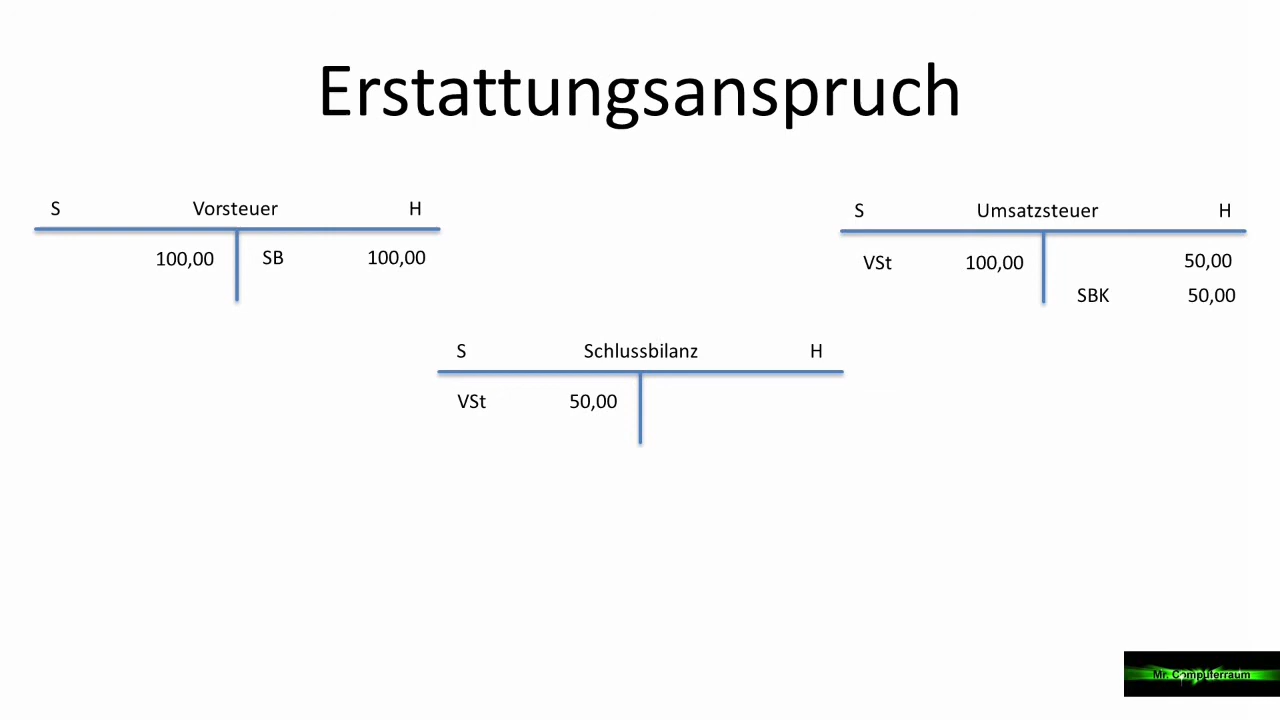 Erstattungsanspruch
S Vorsteuer H
100,00 SB 100,00
S Umsatzsteuer H
VSt 100,00 50,00
SBK 50,00
S Schlussbilanz H
VSt 50,00
Mr. Computerraum